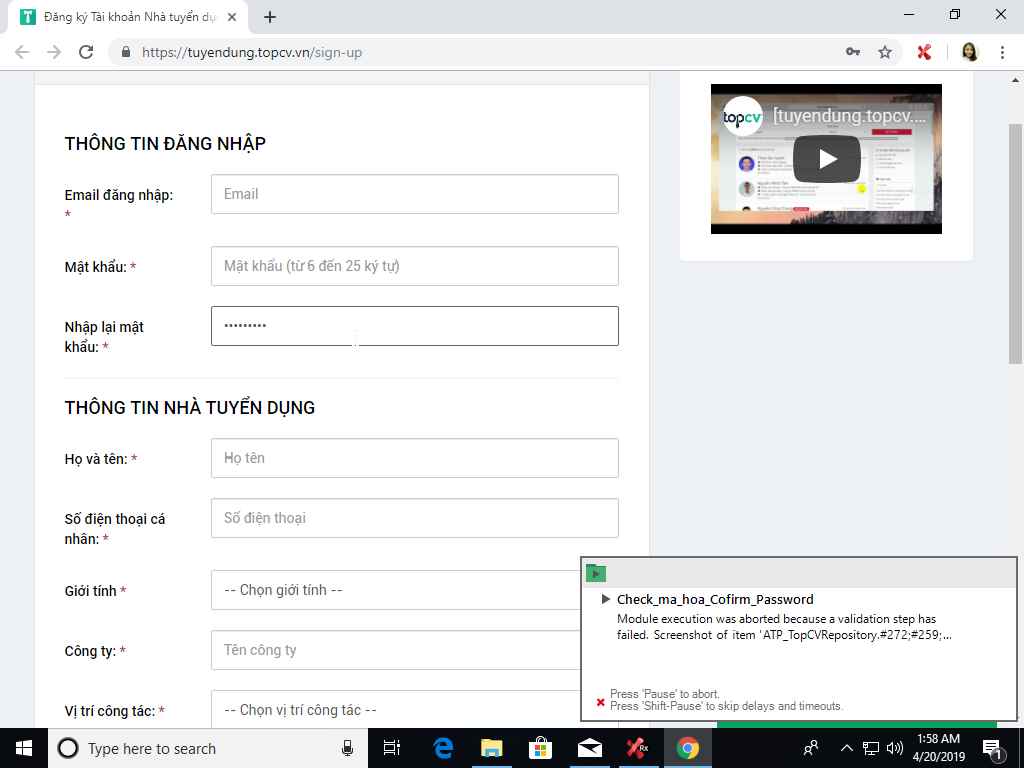 Đăng ký Tài khoản Nhà tuyển dụ
https://tuyendung.topcv.vn/sign-up
topcv
[tuyendung.topcv....
THÔNG TIN ĐĂNG NHẬP
Email đăng nhập:
*
Email
Mật khẩu: *
Mật khẩu (từ 6 đến 25 ký tự)
Nhập lại mật
khẩu: *
•••••••••
THÔNG TIN NHÀ TUYỂN DỤNG
Họ và tên: *
Họ tên
Số điện thoại cá
nhân: *
Số điện thoại
Giới tính *
-- Chọn giới tính --
Công ty: *
Tên công ty
Vị trí công tác: *
-- Chọn vị trí công tác --
Check_ma_hoa_Cofirm_Password
Module execution was aborted because a validation step has
failed. Screenshot of item 'ATP_TopCVRepository.#272;#259;...
Press 'Pause' to abort.
Press 'Shift-Pause' to skip delays and timeouts.
Type here to search
Rx
1:58 AM
4/20/2019
1